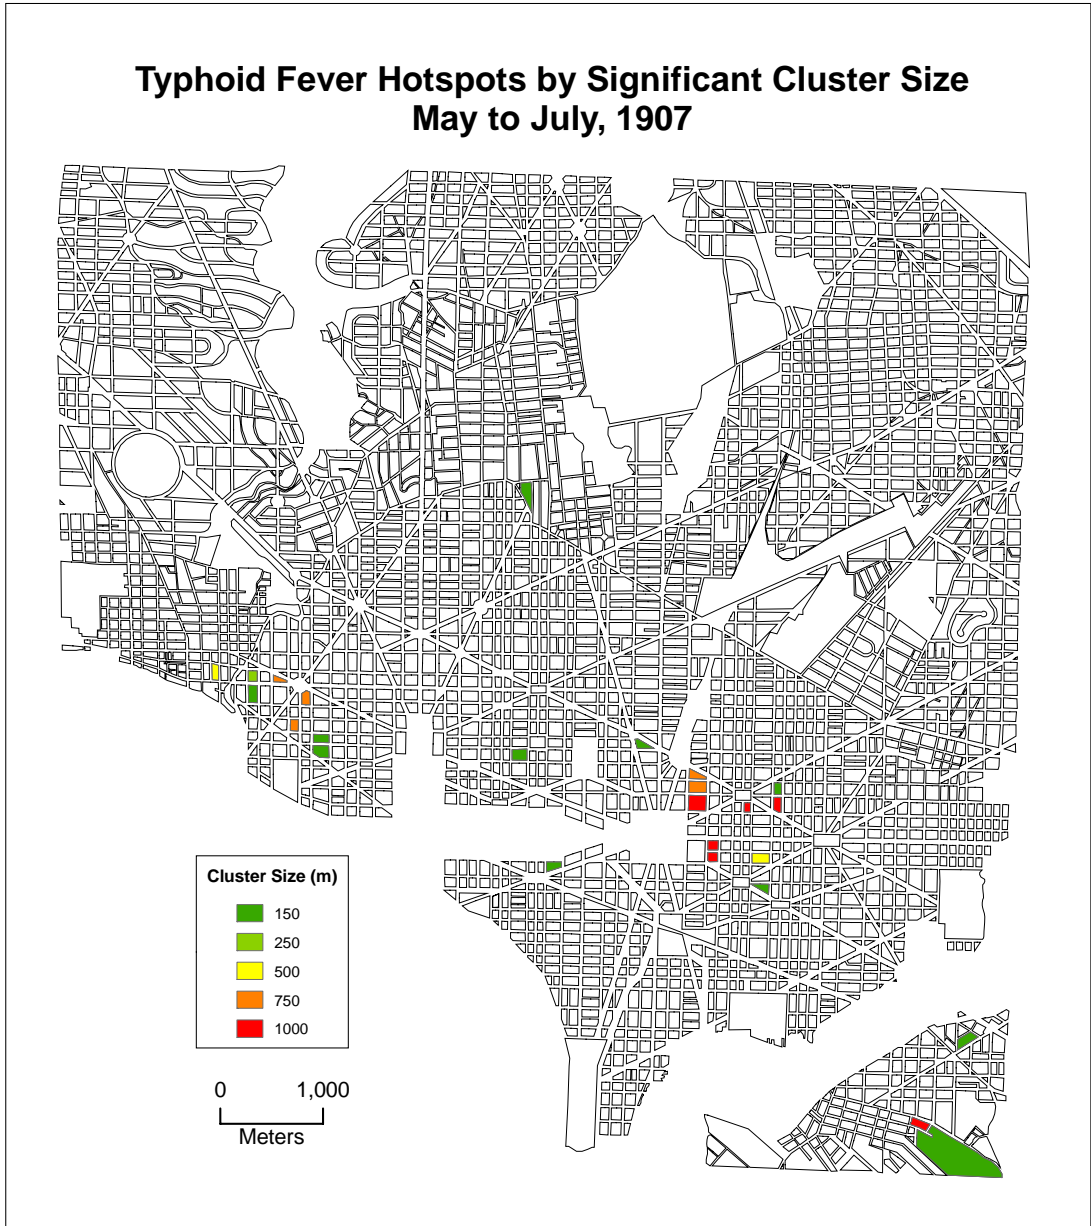 Typhoid Fever Hotspots by Significant Cluster Size
May to July, 1907
Cluster Size (m)
150
250
500
750
1000
0 1,000
Meters